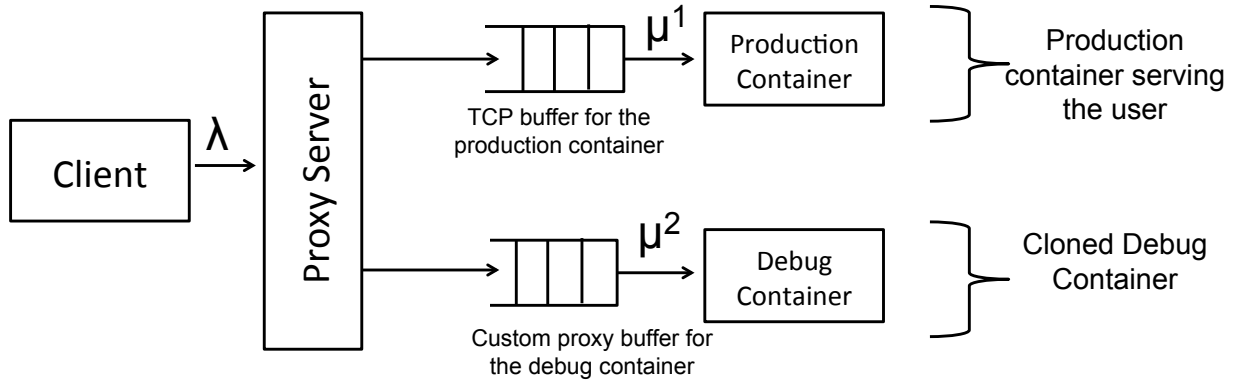 Client
λ
Proxy Server
μ1
TCP buffer for the
production container
Production
Container
Production
container serving
the user
μ2
Custom proxy buffer for
the debug container
Debug
Container
Cloned Debug
Container